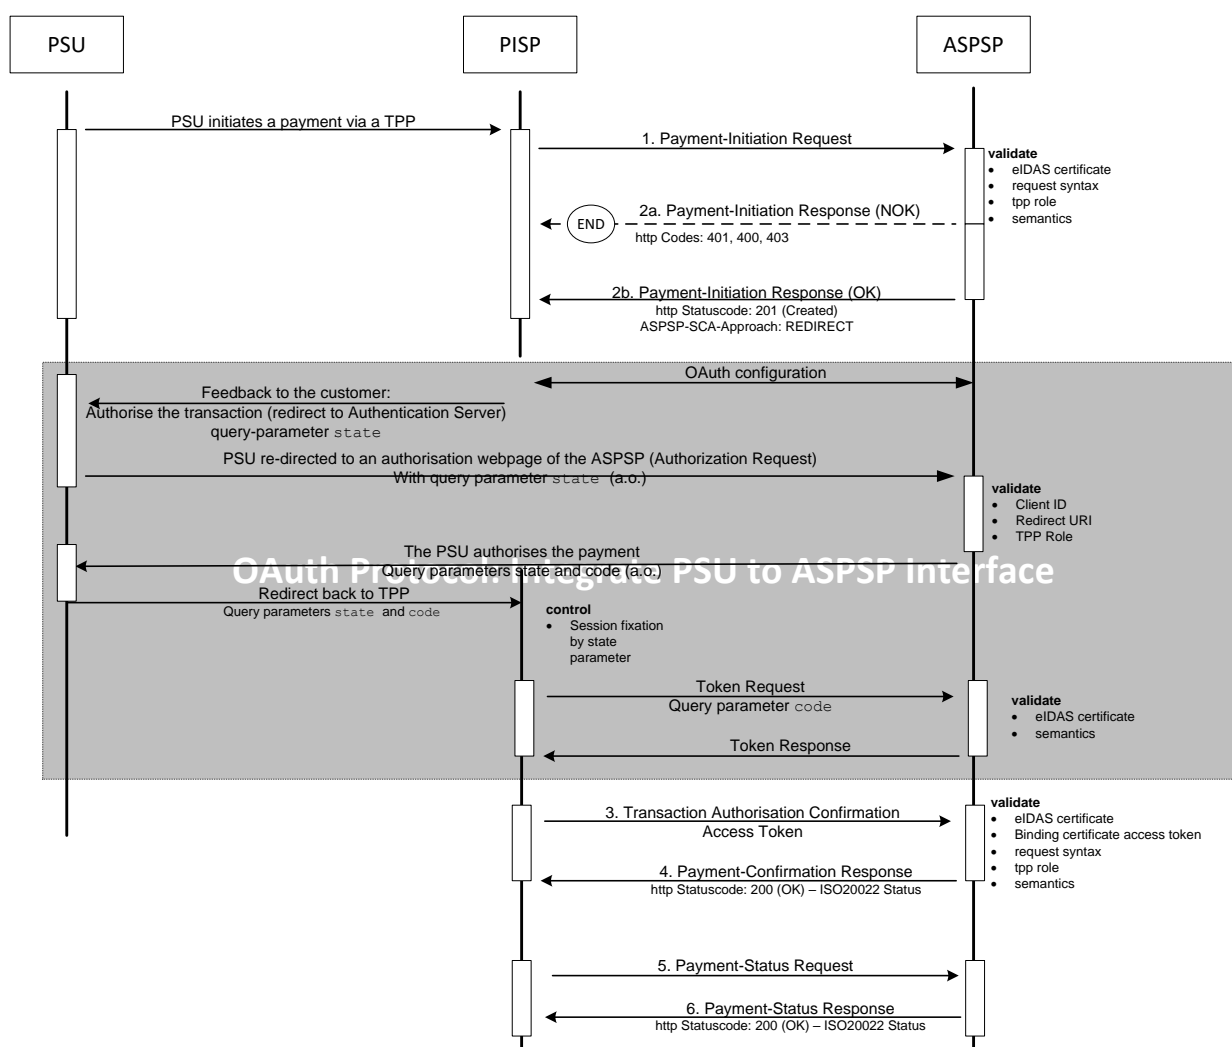 PSU
PISP
ASPSP
PSU initiates a payment via a TPP
1. Payment-Initiation Request
validate
• eIDAS certificate
• request syntax
• tpp role
• semantics
2a. Payment-Initiation Response (NOK)
END
http Codes: 401, 400, 403
2b. Payment-Initiation Response (OK)
http Statuscode: 201 (Created)
ASPSP-SCA-Approach: REDIRECT
OAuth configuration
Feedback to the customer:
Authorise the transaction (redirect to Authentication Server)
query-parameter state
PSU re-directed to an authorisation webpage of the ASPSP (Authorization Request)
With query parameter state (a.o.)
validate
• Client ID
• Redirect URI
• TPP Role
The PSU authorises the payment
Query parameters state and code (a.o.)
OAuth Protocol: Integrate PSU to ASPSP Interface
Redirect back to TPP
Query parameters state and code
control
• Session fixation
by state
parameter
Token Request
Query parameter code
validate
• eIDAS certificate
• semantics
Token Response
3. Transaction Authorisation Confirmation
Access Token
validate
• eIDAS certificate
• Binding certificate access token
• request syntax
• tpp role
• semantics
4. Payment-Confirmation Response
http Statuscode: 200 (OK) – ISO20022 Status
5. Payment-Status Request
6. Payment-Status Response
http Statuscode: 200 (OK) – ISO20022 Status